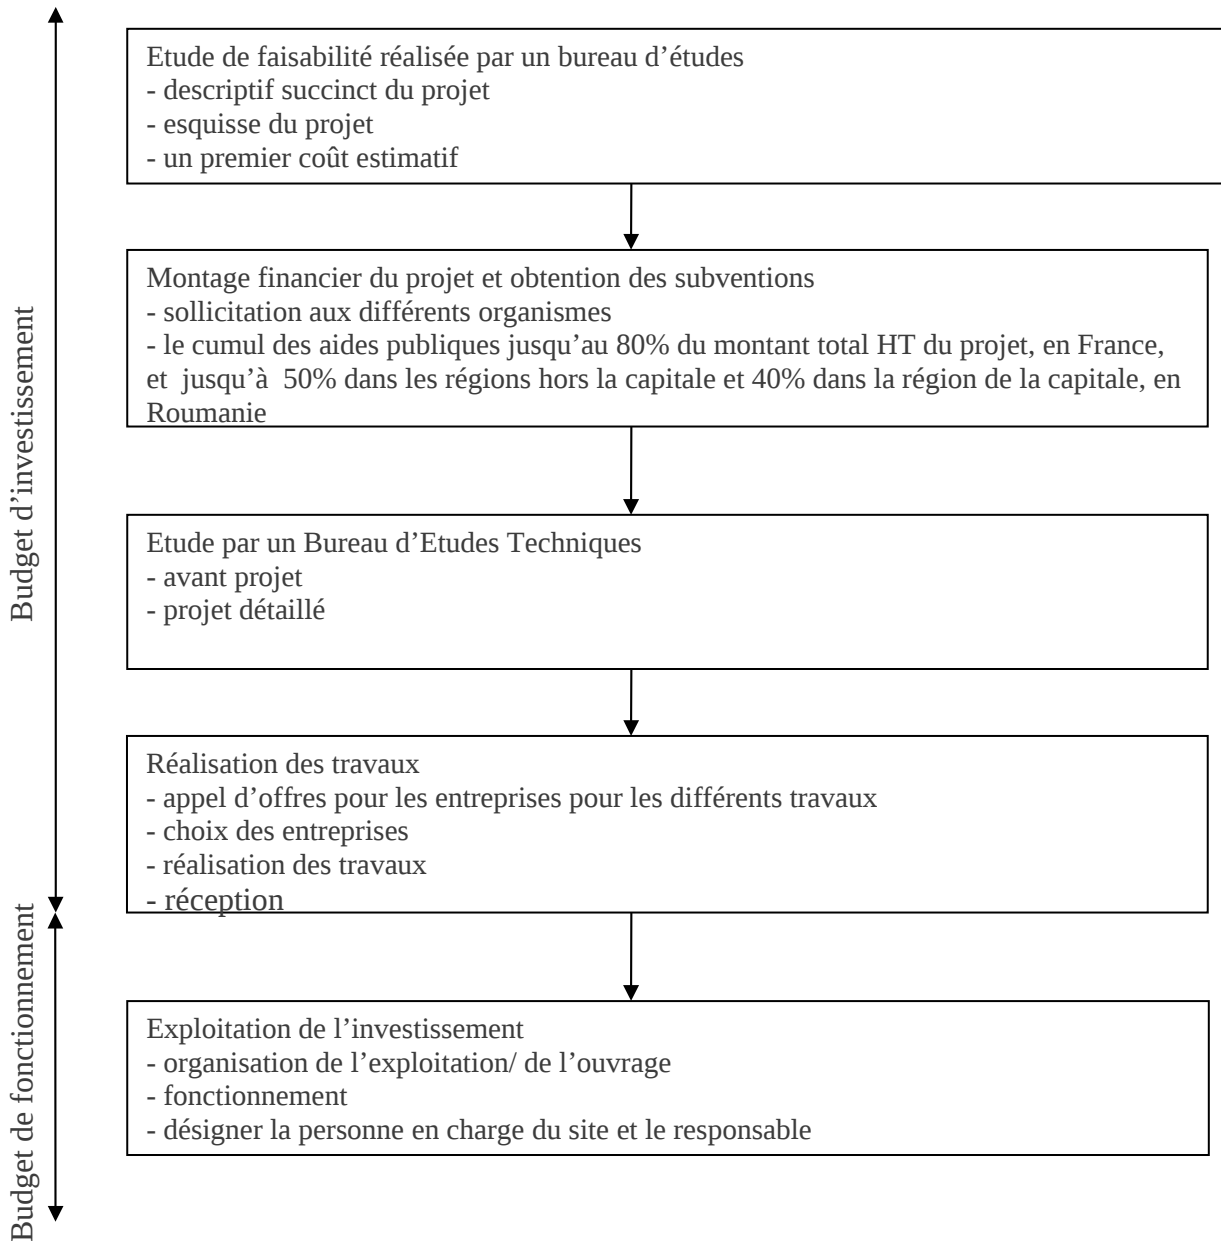 Etude de faisabilité réalisée par un bureau d’études
- descriptif succinct du projet
- esquisse du projet
- un premier coût estimatif
Montage financier du projet et obtention des subventions
- sollicitation aux différents organismes
- le cumul des aides publiques jusqu’au 80% du montant total HT du projet, en France,
et  jusqu’à  50% dans les régions hors la capitale et 40% dans la région de la capitale, en
Roumanie
Budget d’investissement
Etude par un Bureau d’Etudes Techniques
- avant projet
- projet détaillé
Réalisation des travaux
- appel d’offres pour les entreprises pour les différents travaux
- choix des entreprises
- réalisation des travaux
- réception
Budget de fonctionnement
Exploitation de l’investissement
- organisation de l’exploitation/ de l’ouvrage
- fonctionnement
- désigner la personne en charge du site et le responsable